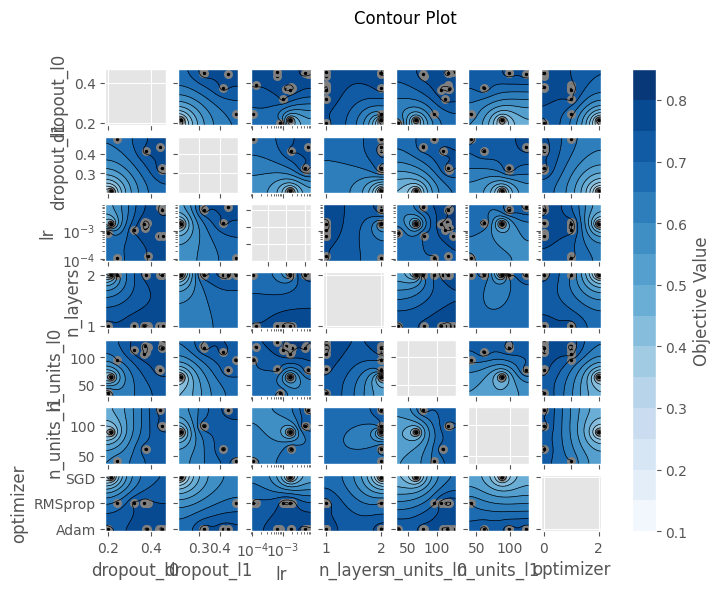 Contour Plot
dropout_l0
0.4
0.2
dropout_l1
0.4
0.3
lr
10⁻³
10⁻⁴
n_layers
2
1
n_units_l0
100
50
n_units_l1
100
50
optimizer
SGD
RMSprop
Adam
0.2 0.4 0.3 0.4 10⁻⁴ 10⁻³ 1 2 50 100 50 100 0 2
dropout_l0 dropout_l1 lr n_layers n_units_l0 n_units_l1 optimizer
0.8
0.7
0.6
0.5
0.4
0.3
0.2
0.1
Objective Value